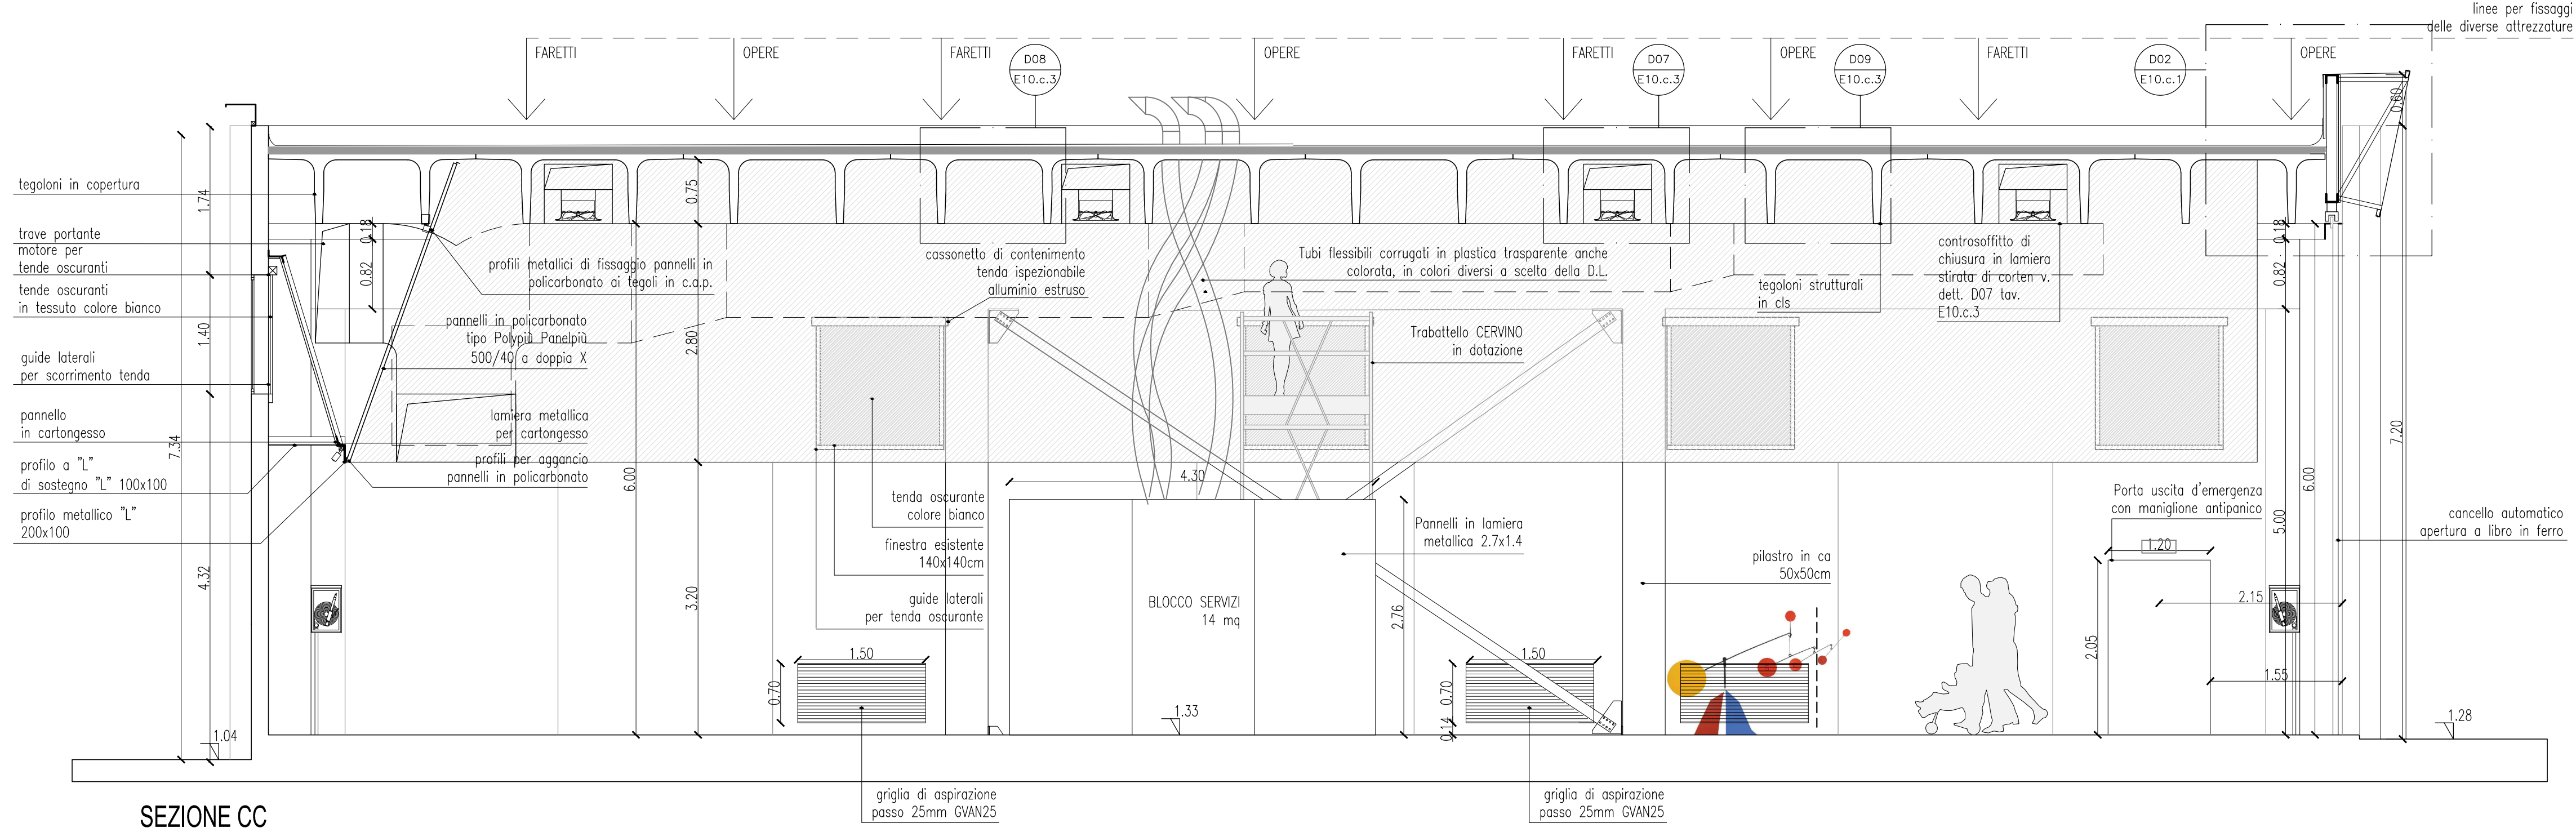 linee per fissaggi
delle diverse attrezzature
FARETTI
OPERE
FARETTI
D08
E10.c.3
OPERE
FARETTI
D07
E10.c.3
OPERE
D09
E10.c.3
FARETTI
D02
E10.c.1
OPERE
0.60
tegoloni in copertura
trave portante
motore per
tende oscuranti
tende oscuranti
in tessuto colore bianco
guide laterali
per scorrimento tenda
pannello
in cartongesso
profilo a "L"
di sostegno "L" 100x100
profilo metallico "L"
200x100
7.34
1.74
1.40
4.32
1.04
0.18
0.82
profili metallici di fissaggio pannelli in
policarbonato ai tegoli in c.a.p.
pannelli in policarbonato
tipo Polypiù Panelpiù
500/40 a doppia X
lamiera metallica
per cartongesso
profili per aggancio
pannelli in policarbonato
6.00
0.75
2.80
3.20
cassonetto di contenimento
tenda ispezionabile
alluminio estruso
tenda oscurante
colore bianco
finestra esistente
140x140cm
guide laterali
per tenda oscurante
1.50
0.70
griglia di aspirazione
passo 25mm GVAN25
Tubi flessibili corrugati in plastica trasparente anche
colorata, in colori diversi a scelta della D.L.
Trabattello CERVINO
in dotazione
4.30
BLOCCO SERVIZI
14 mq
1.33
2.76
Pannelli in lamiera
metallica 2.7x1.4
1.50
0.70
0.14
griglia di aspirazione
passo 25mm GVAN25
tegoloni strutturali
in cls
controsoffitto di
chiusura in lamiera
stirata di corten v.
dett. D07 tav.
E10.c.3
pilastro in ca
50x50cm
Porta uscita d'emergenza
con maniglione antipanico
1.20
2.05
2.15
1.55
0.18
0.82
5.00
6.00
7.20
cancello automatico
apertura a libro in ferro
1.28
SEZIONE CC